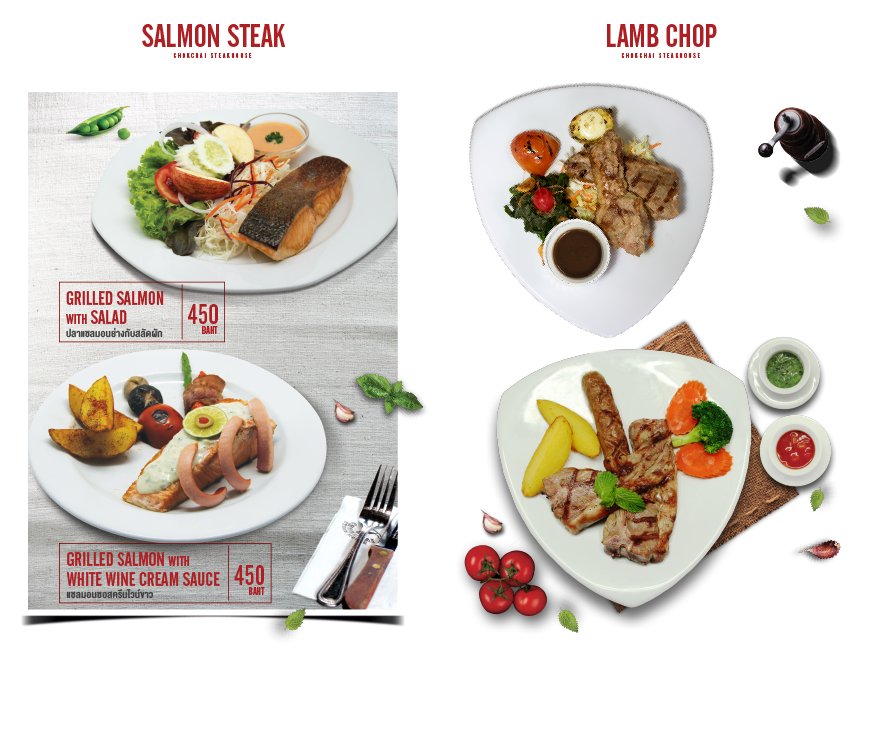 SALMON STEAK
CHOKCHAI STEAKHOUSE
LAMB CHOP
CHOKCHAI STEAKHOUSE
GRILLED SALMON
WITH SALAD
ปลาแซลมอนย่างกับสลัดผัก
450
BAHT
GRILLED SALMON WITH
WHITE WINE CREAM SAUCE
แซลมอนซอสครีมไวน์ขาว
450
BAHT